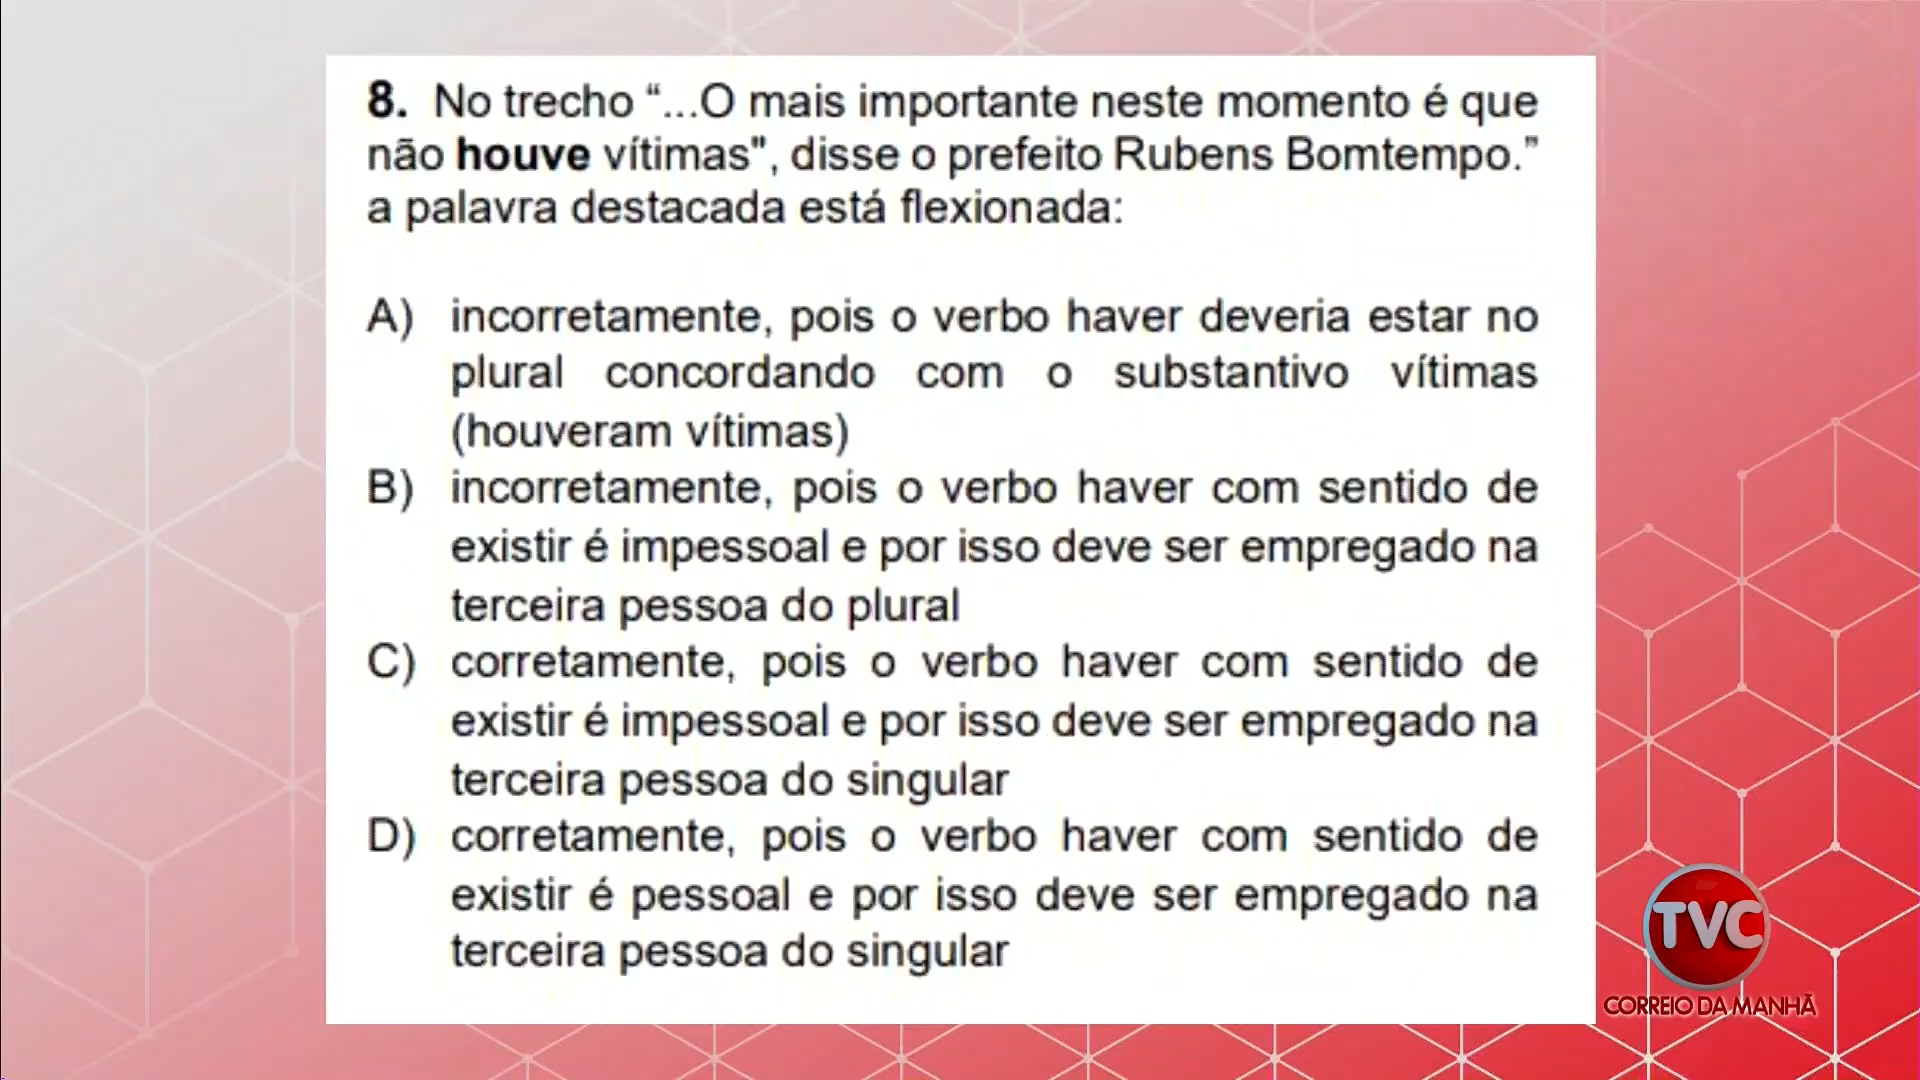 8. No trecho “...O mais importante neste momento é que
não houve vítimas", disse o prefeito Rubens Bomtempo.”
a palavra destacada está flexionada:
A) incorretamente, pois o verbo haver deveria estar no
plural concordando com o substantivo vítimas
(houveram vítimas)
B) incorretamente, pois o verbo haver com sentido de
existir é impessoal e por isso deve ser empregado na
terceira pessoa do plural
C) corretamente, pois o verbo haver com sentido de
existir é impessoal e por isso deve ser empregado na
terceira pessoa do singular
D) corretamente, pois o verbo haver com sentido de
existir é pessoal e por isso deve ser empregado na
terceira pessoa do singular
TVC
CORREIO DA MANHÃ